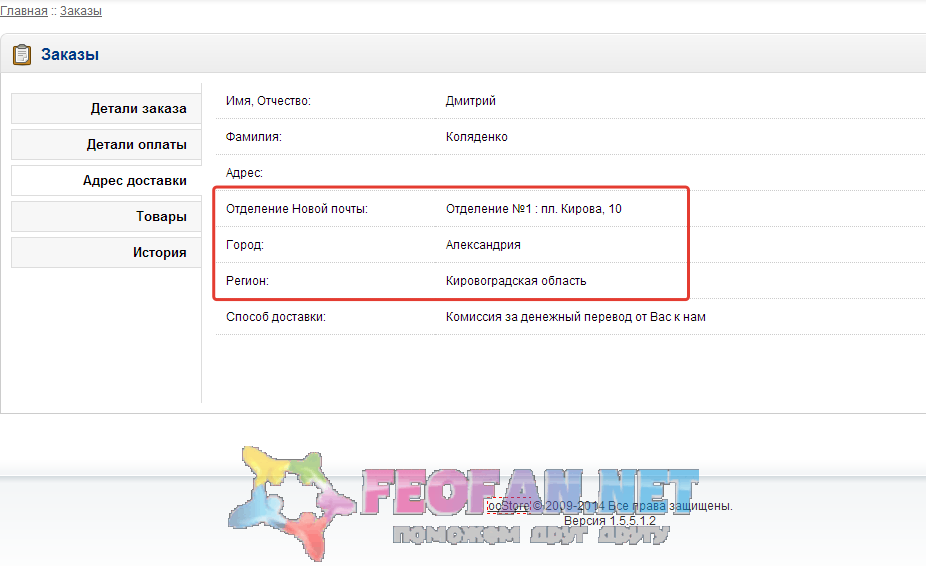 Главная :: Заказы
Заказы
Детали заказа
Детали оплаты
Адрес доставки
Товары
История
Имя, Отчество: Дмитрий
Фамилия: Коляденко
Адрес:
Отделение Новой почты: Отделение №1 : пл. Кирова, 10
Город: Александрия
Регион: Кировоградская область
Способ доставки: Комиссия за денежный перевод от Вас к нам
FEOFAN.NET
ocStore © 2009-2014 Все права защищены.
Версия 1.5.5.1.2
поможем друг другу